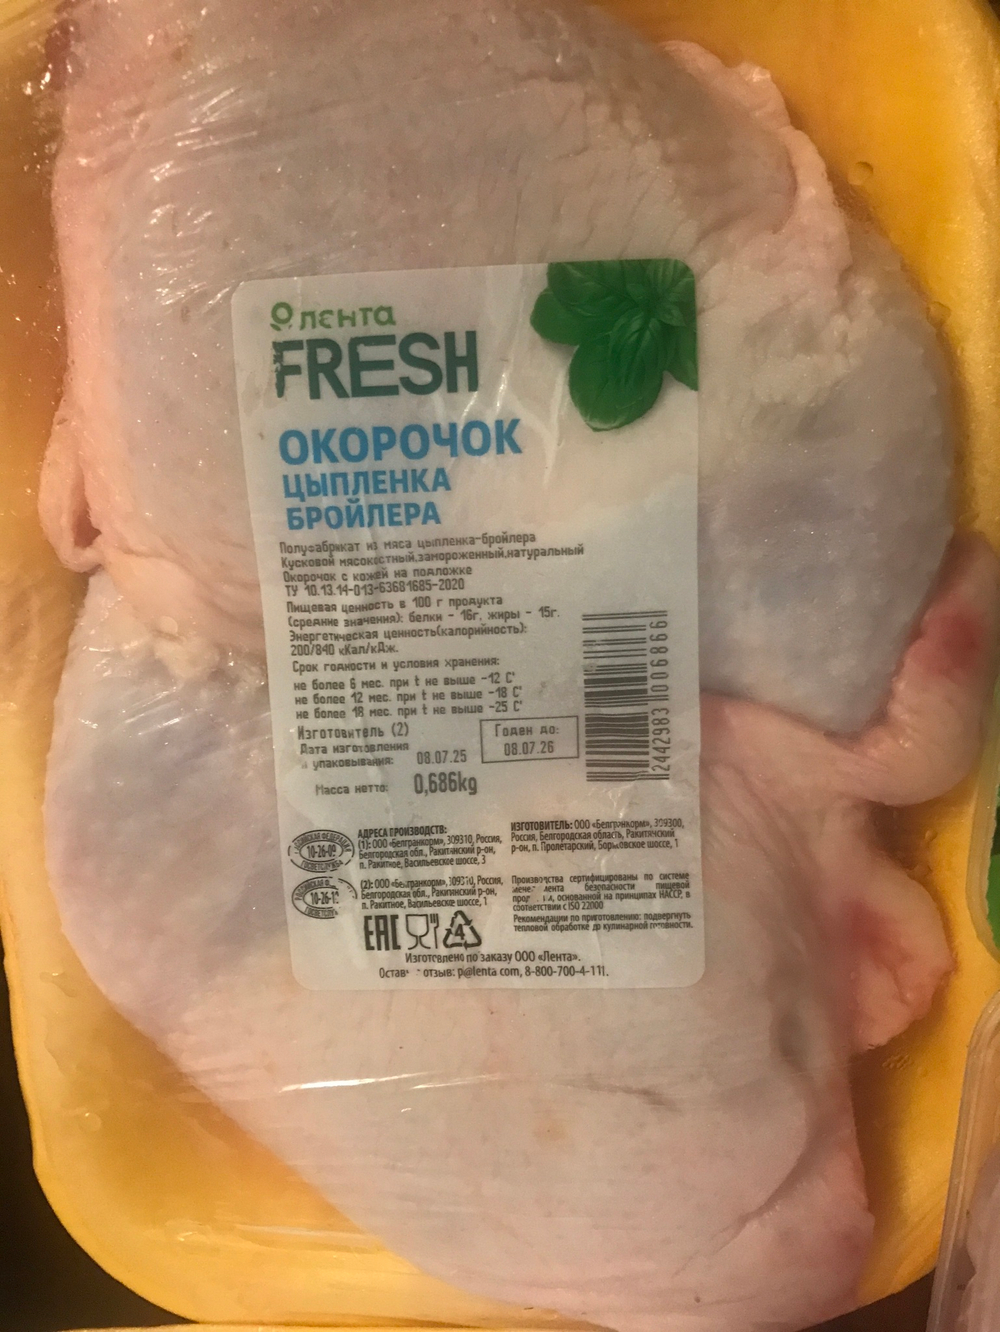 лента
FRESH
ОКОРОЧОК
ЦЫПЛЕНКА
БРОЙЛЕРА
Полуфабрикат из мяса цыпленка-бройлера
Кусковой мясокостный,замороженный,натуральный
Окорочок с кожей на подложке
ТУ 10.13.14-013-63681685-2020
Пищевая ценность в 100 г продукта
(средние значения): белки - 16г, жиры - 15г.
Энергетическая ценность(калорийность):
200/840 кКал/кДж.
Срок годности и условия хранения:
не более 6 мес. при t не выше -12 С°
не более 12 мес. при t не выше -18 С°
не более 18 мес. при t не выше -25 С°
Изготовитель (2)
Дата изготовления
и упаковывания: 08.07.25
Годен до:
08.07.26
Масса нетто: 0,686kg
2442983006866
АДРЕСА ПРОИЗВОДСТВ:
(1): ООО «Белгранкорм», 309310, Россия,
Белгородская обл., Ракитянский р-он,
п. Ракитное, Васильевское шоссе, 3
(2): ООО «Белгранкорм», 309310, Россия,
Белгородская обл., Ракитянский р-он,
п. Ракитное, Васильевское шоссе, 1
ИЗГОТОВИТЕЛЬ: ООО «Белгранкорм», 309300,
Россия, Белгородская область, Ракитянский
р-он, п. Пролетарский, Борисовское шоссе, 1
Производства сертифицированы по системе
безопасности пищевой
основанной на принципах НАССР, в
соответствии с ISO 22000
Рекомендации по приготовлению: подвергнуть
тепловой обработке до кулинарной готовности.
EAC
4
Изготовлено по заказу ООО «Лента».
отзыв: p@lenta com, 8-800-700-4-111.